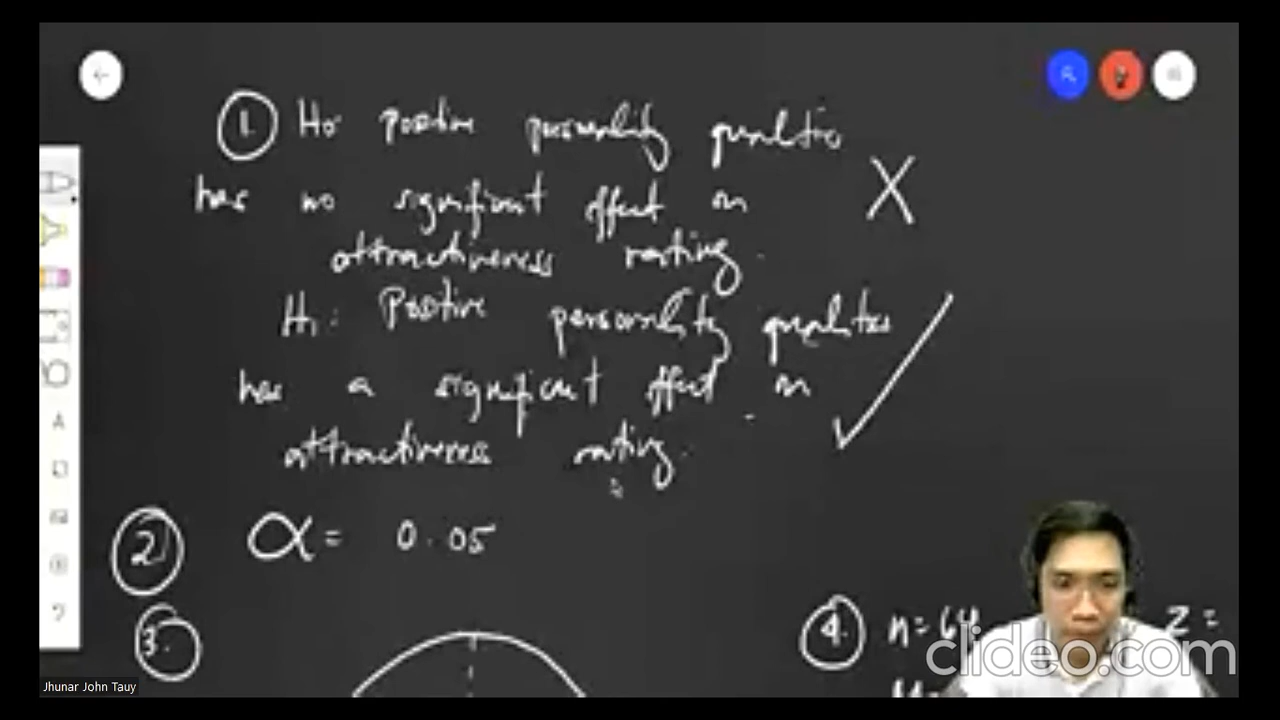 1. Ho positive personality qualities
has no significant effect on
attractiveness rating.
H1: Positive personality qualities
has a significant effect on
attractiveness rating.
2 α = 0.05
3.
4. n = 64 Z =
clideo.com
Jhunar John Tauy